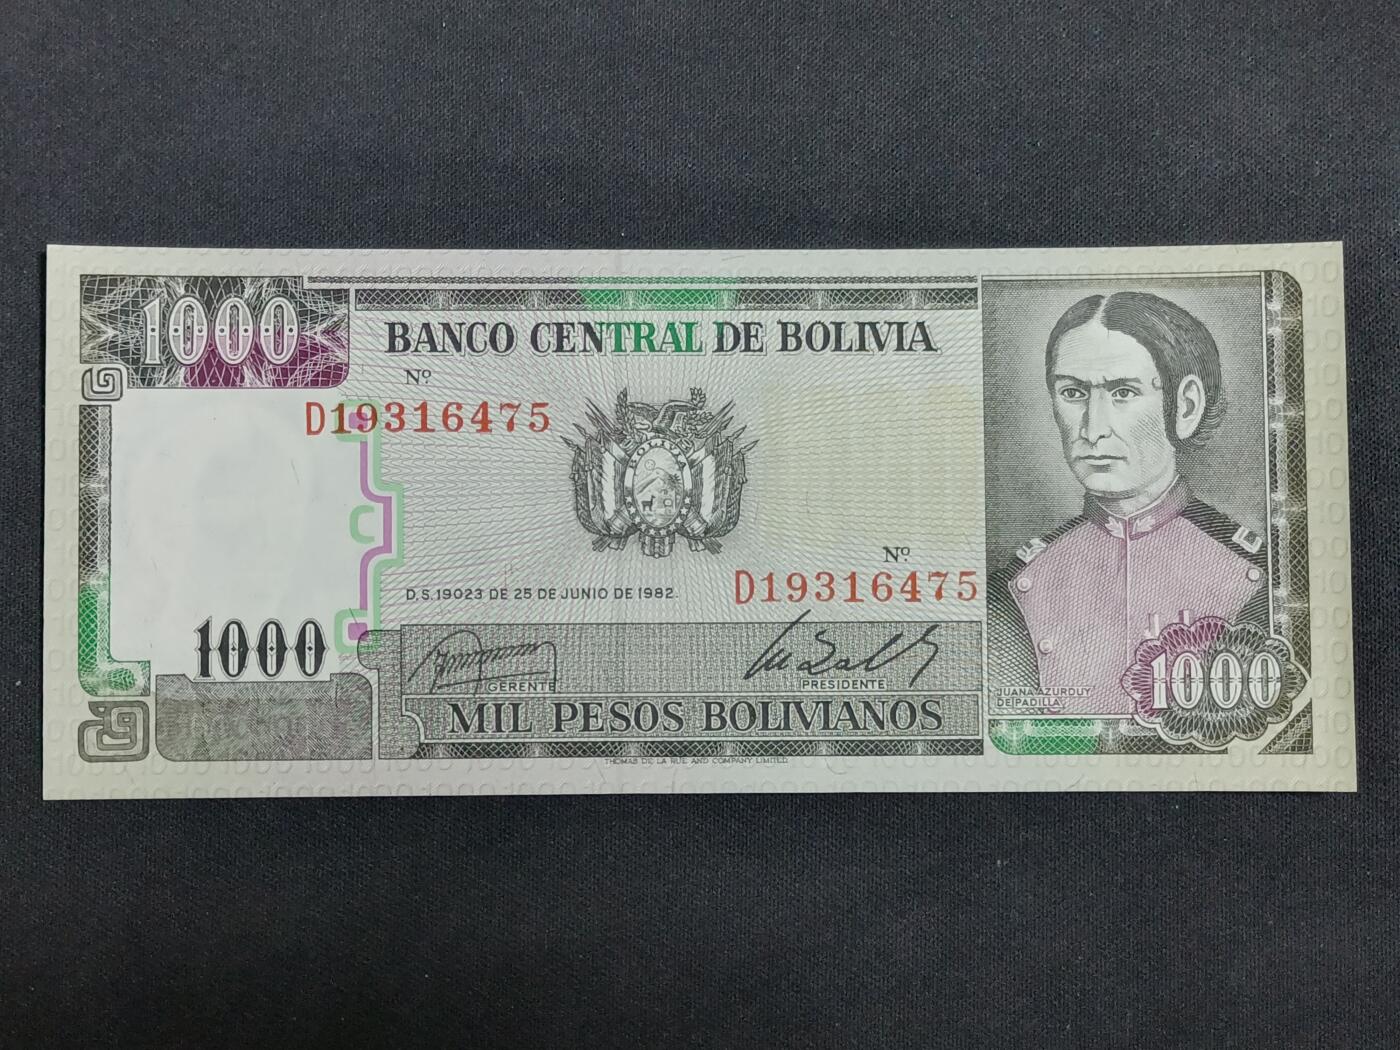 1000
BANCO CENTRAL DE BOLIVIA
Nº
D19316475
BOLIVIA
Nº
D19316475
D.S. 19023 DE 25 DE JUNIO DE 1982.
1000
GERENTE
PRESIDENTE
MIL PESOS BOLIVIANOS
JUANA AZURDUY
DE PADILLA
1000
THOMAS DE LA RUE AND COMPANY LIMITED